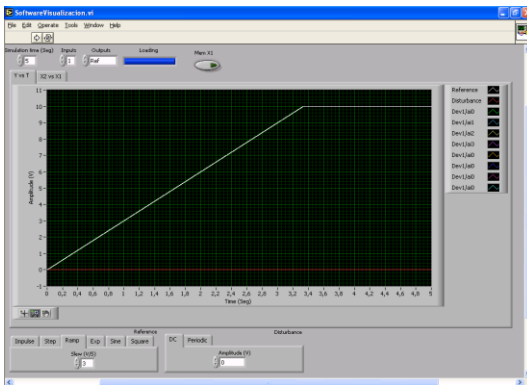 SoftwareVisualizacion.vi
File Edit Operate Tools Window Help
Simulation time (Seg) Inputs Outputs Loading Mem X1
5 1 Ref
Y vs T X2 vs X1
Reference
Disturbance
Dev1/ai0
Dev1/ai1
Dev1/ai2
Dev1/ai3
Dev1/ai0
Dev1/ai0
Dev1/ai0
Dev1/ai0
Amplitude (V)
11
10
9
8
7
6
5
4
3
2
1
0
-1
0 0,2 0,4 0,6 0,8 1 1,2 1,4 1,6 1,8 2 2,2 2,4 2,6 2,8 3 3,2 3,4 3,6 3,8 4 4,2 4,4 4,6 4,8 5
Time (Seg)
Reference Disturbance
Impulse Step Ramp Exp Sine Square DC Periodic
Slew (V/S) Amplitude (V)
3 0